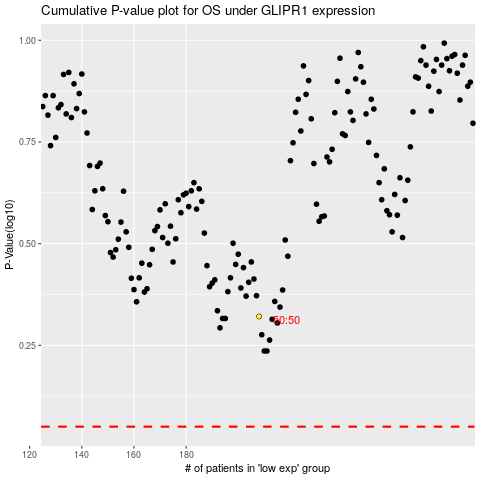 Cumulative P-value plot for OS under GLIPR1 expression
P-Value(log10)
1.00
0.75
0.50
0.25
50:50
120 140 160 180
# of patients in 'low exp' group